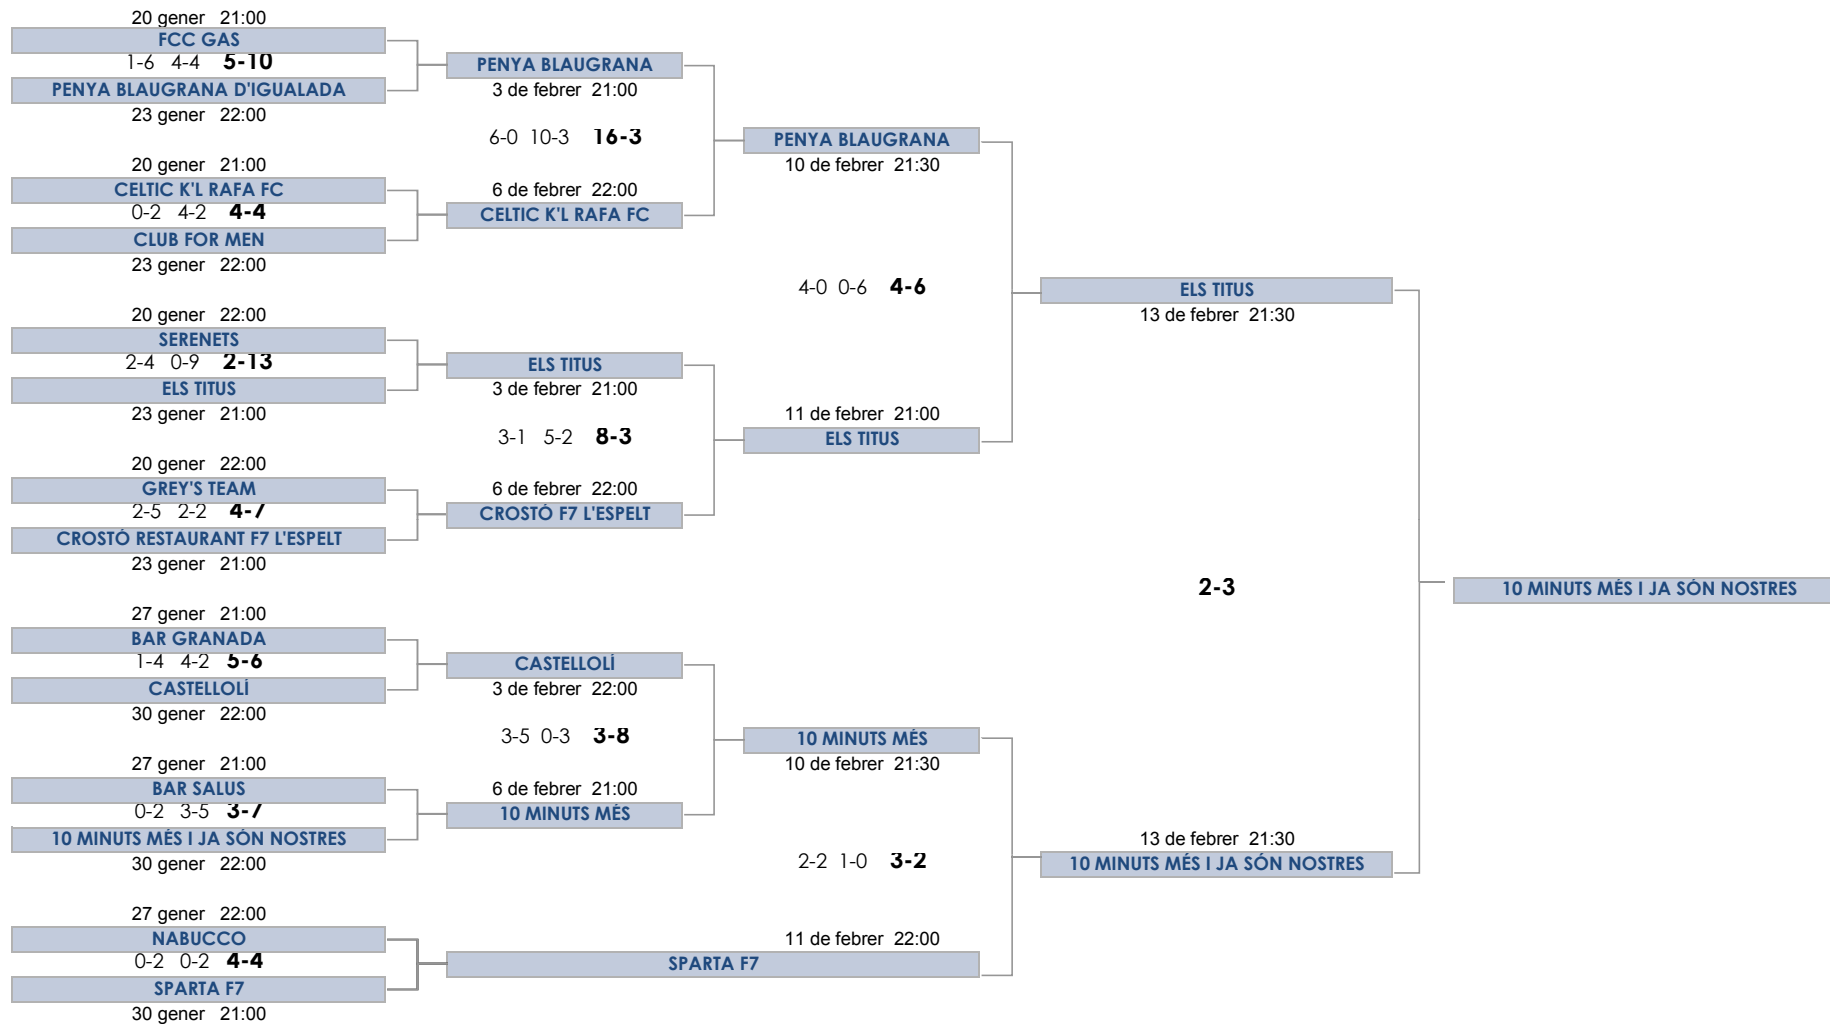 20 gener 21:00
FCC GAS
1-6 4-4 5-10
PENYA BLAUGRANA D'IGUALADA
23 gener 22:00
20 gener 21:00
CELTIC K'L RAFA FC
0-2 4-2 4-4
CLUB FOR MEN
23 gener 22:00
20 gener 22:00
SERENETS
2-4 0-9 2-13
ELS TITUS
23 gener 21:00
20 gener 22:00
GREY'S TEAM
2-5 2-2 4-7
CROSTÓ RESTAURANT F7 L'ESPELT
23 gener 21:00
27 gener 21:00
BAR GRANADA
1-4 4-2 5-6
CASTELLOLÍ
30 gener 22:00
27 gener 21:00
BAR SALUS
0-2 3-5 3-7
10 MINUTS MÉS I JA SÓN NOSTRES
30 gener 22:00
27 gener 22:00
NABUCCO
0-2 0-2 4-4
SPARTA F7
30 gener 21:00
PENYA BLAUGRANA
3 de febrer 21:00
6-0 10-3 16-3
6 de febrer 22:00
CELTIC K'L RAFA FC
ELS TITUS
3 de febrer 21:00
3-1 5-2 8-3
6 de febrer 22:00
CROSTÓ F7 L'ESPELT
CASTELLOLÍ
3 de febrer 22:00
3-5 0-3 3-8
6 de febrer 21:00
10 MINUTS MÉS
PENYA BLAUGRANA
10 de febrer 21:30
4-0 0-6 4-6
11 de febrer 21:00
ELS TITUS
10 MINUTS MÉS
10 de febrer 21:30
2-2 1-0 3-2
11 de febrer 22:00
SPARTA F7
ELS TITUS
13 de febrer 21:30
2-3
13 de febrer 21:30
10 MINUTS MÉS I JA SÓN NOSTRES
10 MINUTS MÉS I JA SÓN NOSTRES